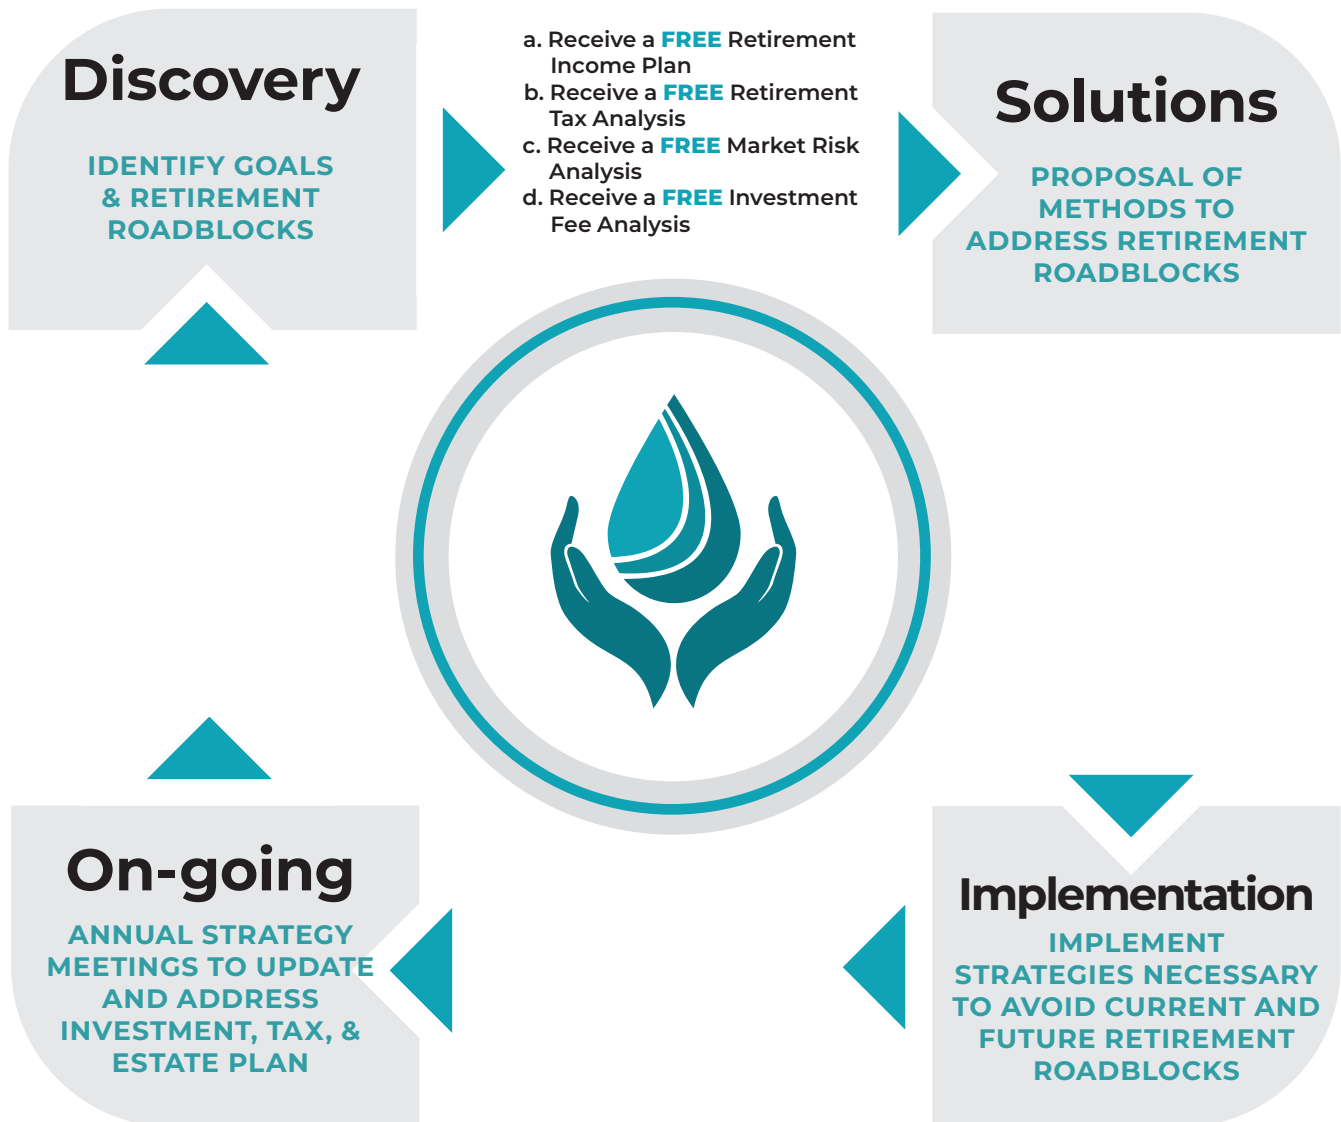 Discovery
IDENTIFY GOALS
& RETIREMENT
ROADBLOCKS
a. Receive a FREE Retirement
Income Plan
b. Receive a FREE Retirement
Tax Analysis
c. Receive a FREE Market Risk
Analysis
d. Receive a FREE Investment
Fee Analysis
Solutions
PROPOSAL OF
METHODS TO
ADDRESS RETIREMENT
ROADBLOCKS
Implementation
IMPLEMENT
STRATEGIES NECESSARY
TO AVOID CURRENT AND
FUTURE RETIREMENT
ROADBLOCKS
On-going
ANNUAL STRATEGY
MEETINGS TO UPDATE
AND ADDRESS
INVESTMENT, TAX, &
ESTATE PLAN